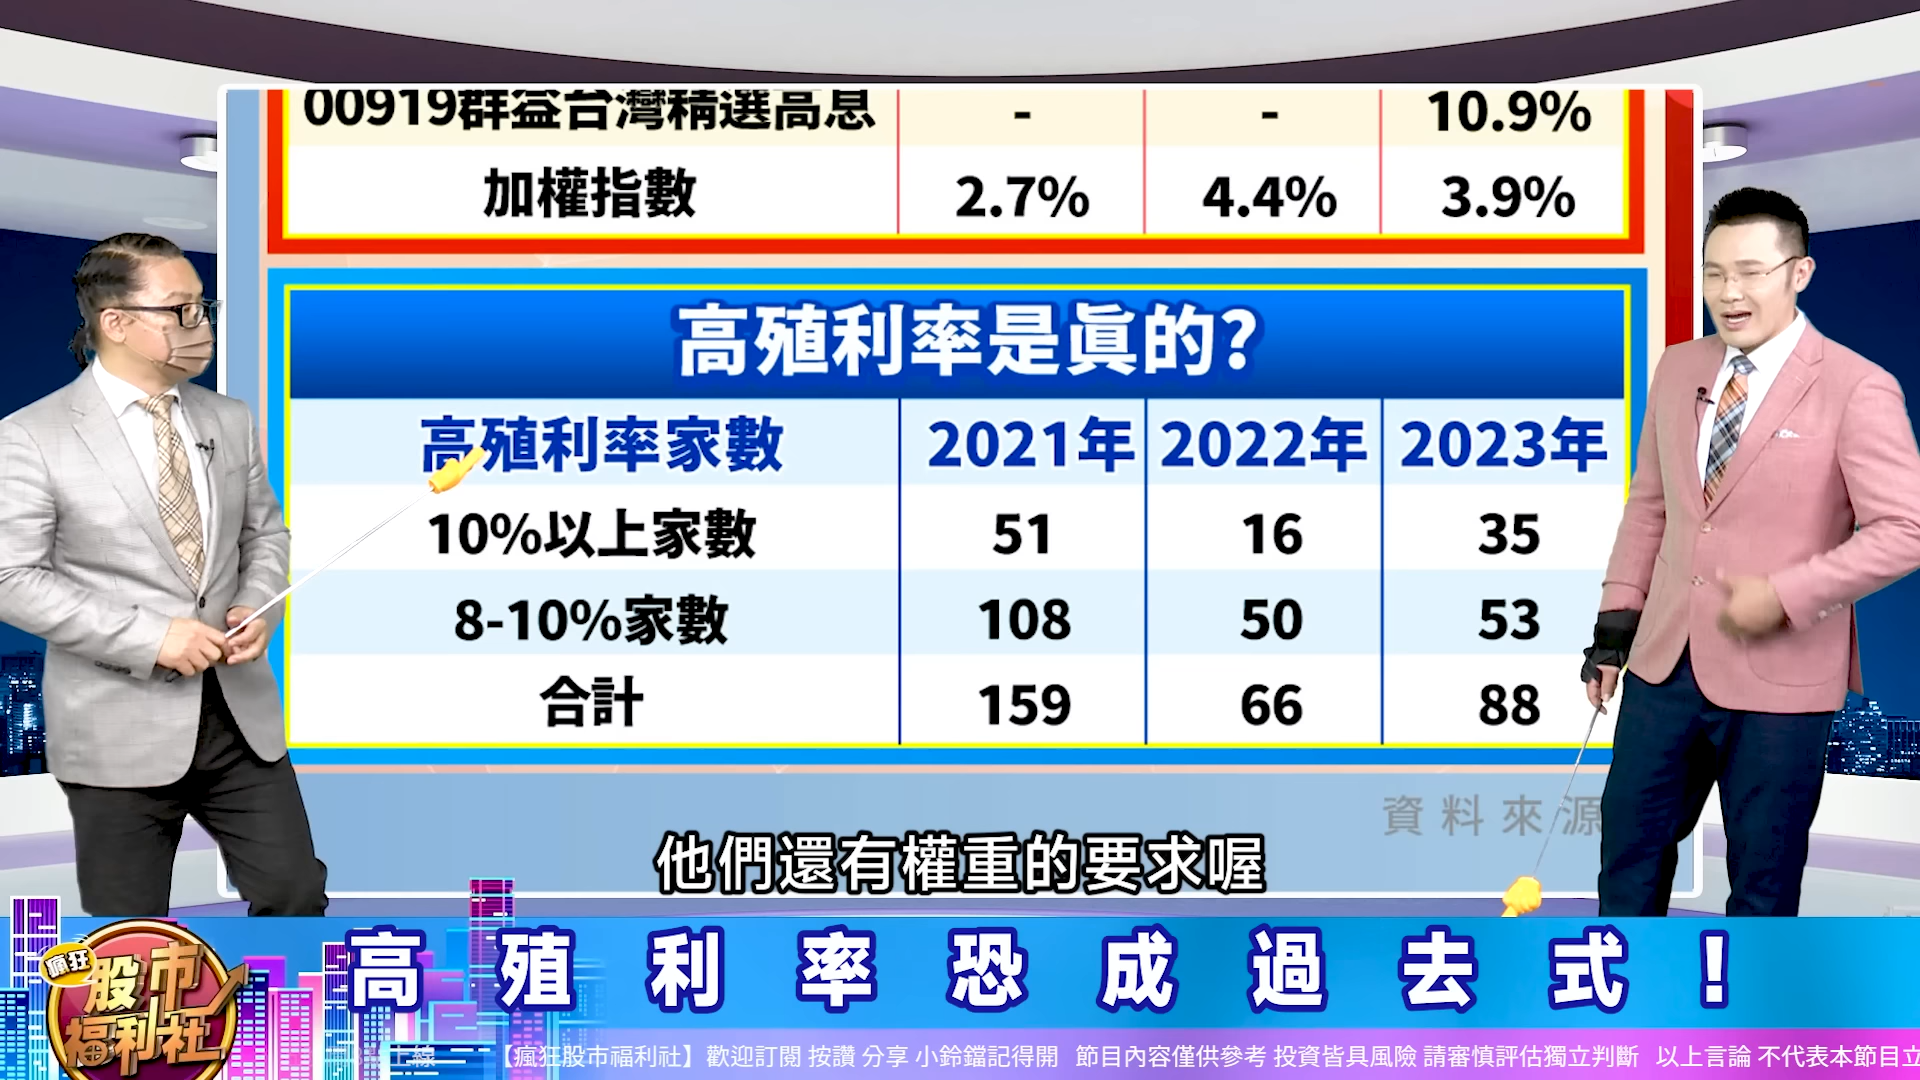 00919群益台灣精選高息 - - 10.9%
加權指數 2.7% 4.4% 3.9%
高殖利率是真的?
高殖利率家數 2021年 2022年 2023年
10%以上家數 51 16 35
8-10%家數 108 50 53
合計 159 66 88
資料來源
他們還有權重的要求喔
高殖利率恐成過去式!
瘋狂
股市
福利社
上線 【瘋狂股市福利社】歡迎訂閱 按讚 分享 小鈴鐺記得開 節目內容僅供參考 投資皆具風險 請審慎評估獨立判斷 以上言論 不代表本節目立